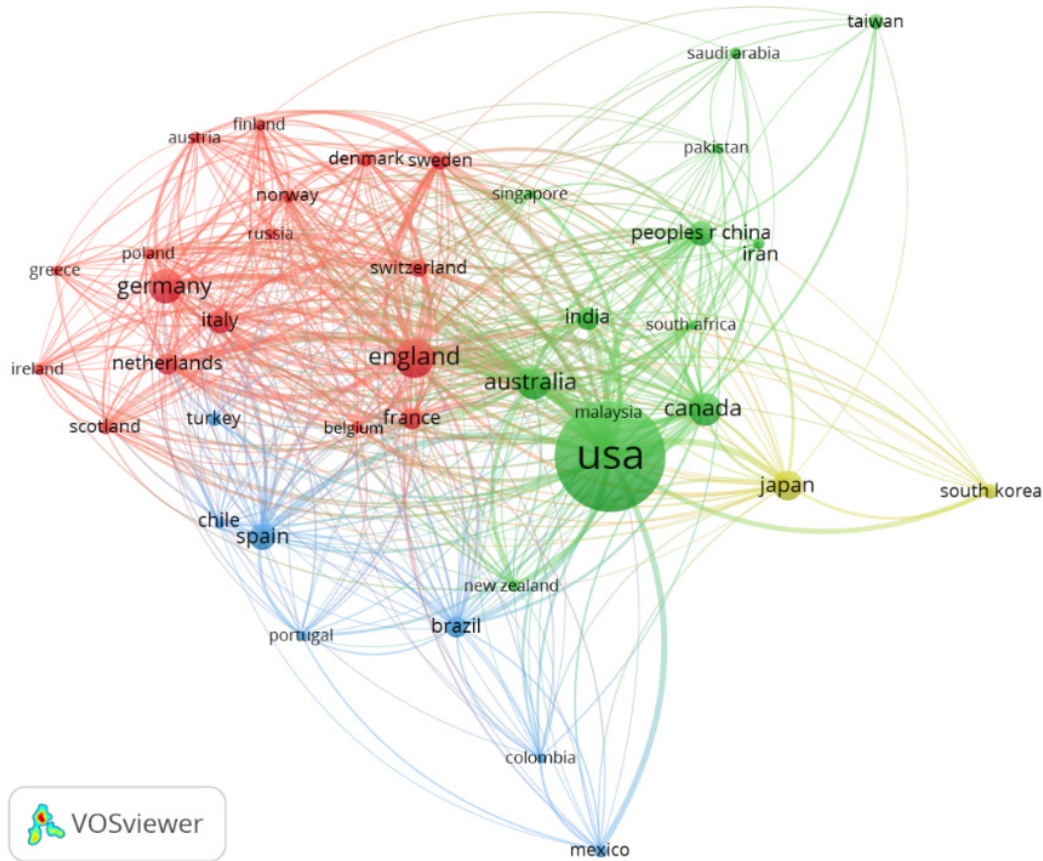 taiwan
saudi arabia
finland
austria
denmark
sweden
pakistan
singapore
norway
russia
peoples r china
iran
poland
greece
switzerland
germany
italy
india
south africa
england
netherlands
ireland
australia
canada
malaysia
turkey
france
scotland
belgium
usa
japan
south korea
chile
spain
new zealand
brazil
portugal
colombia
VOSviewer
mexico